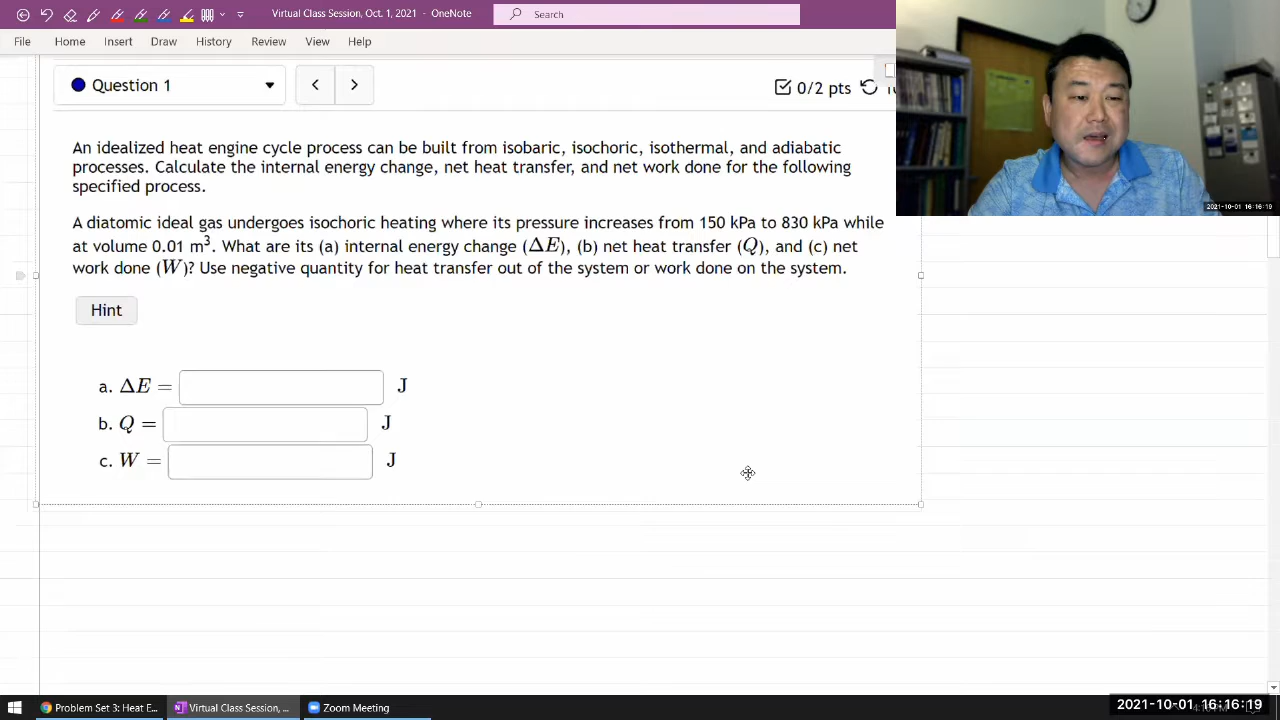 Virtual Class Session, Oct. 1, 2021 - OneNote
Search
File Home Insert Draw History Review View Help
Question 1
0/2 pts
An idealized heat engine cycle process can be built from isobaric, isochoric, isothermal, and adiabatic
processes. Calculate the internal energy change, net heat transfer, and net work done for the following
specified process.
A diatomic ideal gas undergoes isochoric heating where its pressure increases from 150 kPa to 830 kPa while
at volume 0.01 m³. What are its (a) internal energy change (ΔE), (b) net heat transfer (Q), and (c) net
work done (W)? Use negative quantity for heat transfer out of the system or work done on the system.
Hint
a. ΔE = J
b. Q = J
c. W = J
2021-10-01 16:16:19
Problem Set 3: Heat E...
Virtual Class Session, ...
Zoom Meeting
2021-10-01 16:16:19